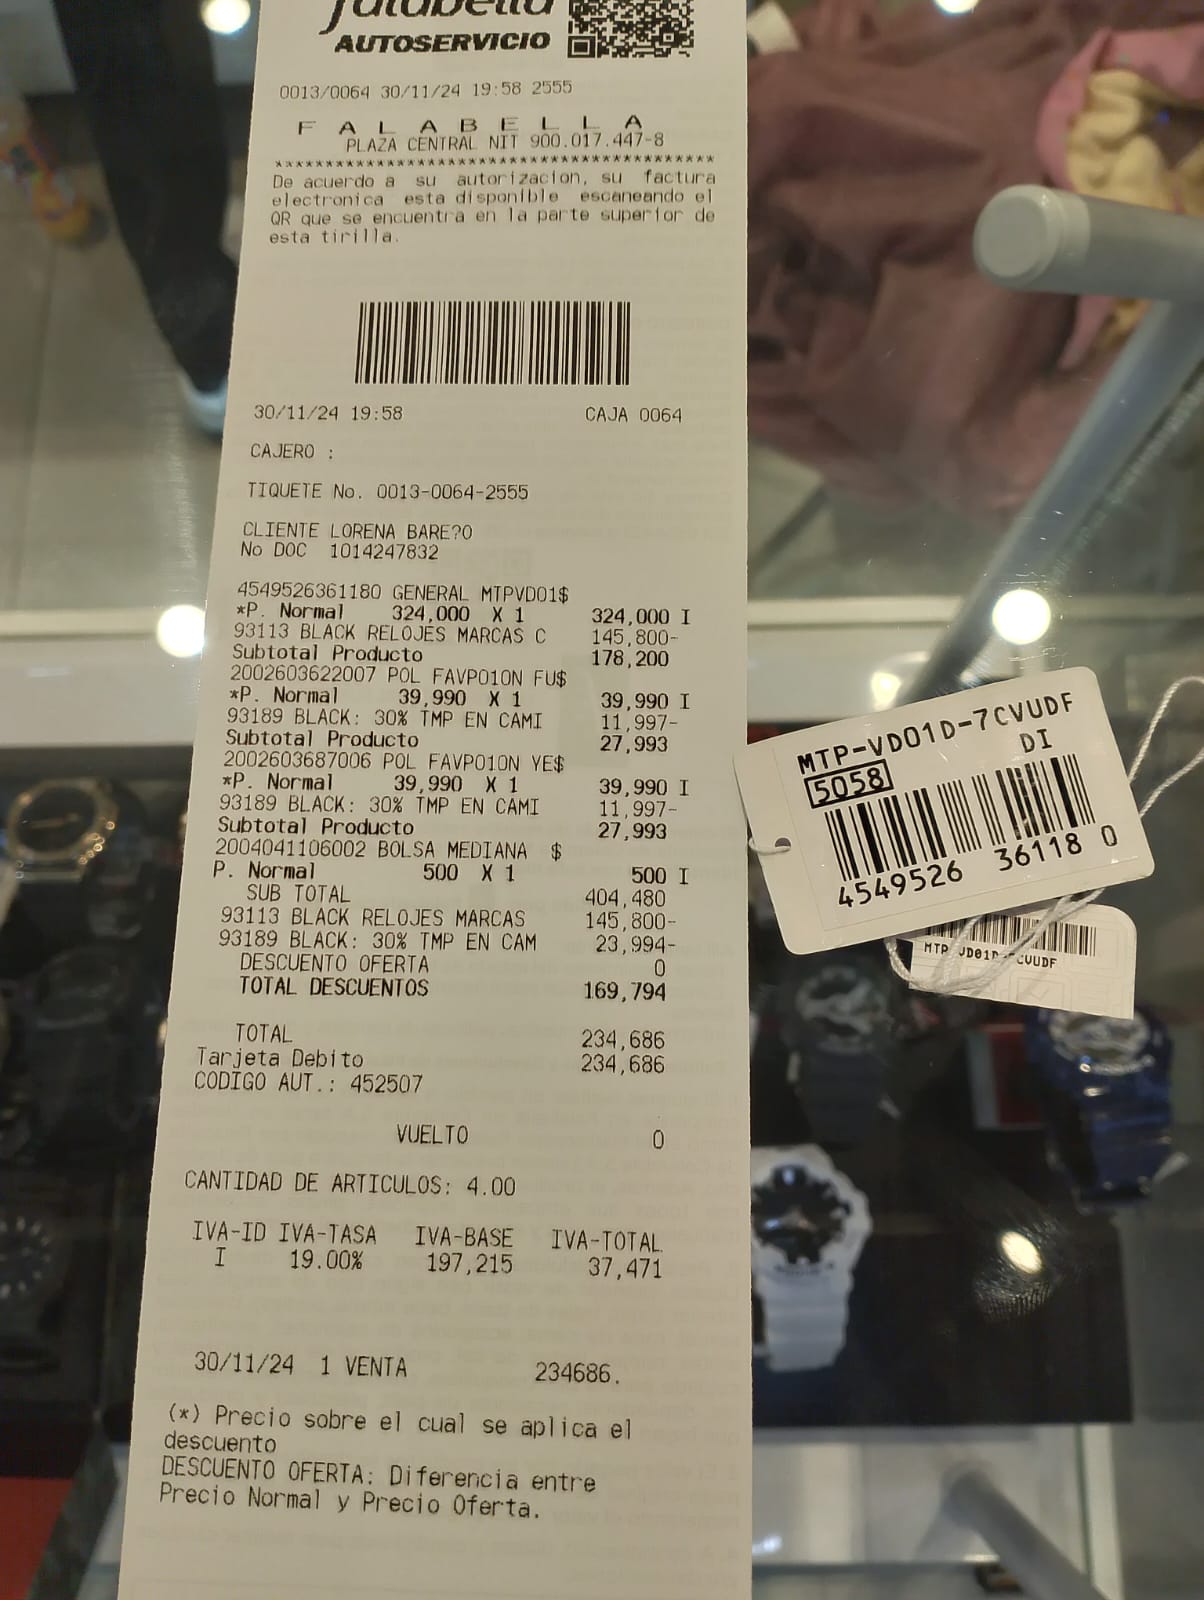 falabella
AUTOSERVICIO
0013/0064 30/11/24 19:58 2555
F A L A B E L L A
PLAZA CENTRAL NIT 900.017.447-8
********************************************
De acuerdo a su autorizacion, su factura
electronica esta disponible escaneando el
QR que se encuentra en la parte superior de
esta tirilla.
30/11/24 19:58 CAJA 0064
CAJERO :
TIQUETE No. 0013-0064-2555
CLIENTE LORENA BARE?O
No DOC 1014247832
4549526361180 GENERAL MTPVD01$
*P. Normal 324,000 X 1 324,000 I
93113 BLACK RELOJES MARCAS C 145,800-
Subtotal Producto 178,200
2002603622007 POL FAVPO10N FU$
*P. Normal 39,990 X 1 39,990 I
93189 BLACK: 30% TMP EN CAMI 11,997-
Subtotal Producto 27,993
2002603687006 POL FAVPO10N YE$
*P. Normal 39,990 X 1 39,990 I
93189 BLACK: 30% TMP EN CAMI 11,997-
Subtotal Producto 27,993
2004041106002 BOLSA MEDIANA $
P. Normal 500 X 1 500 I
SUB TOTAL 404,480
93113 BLACK RELOJES MARCAS 145,800-
93189 BLACK: 30% TMP EN CAM 23,994-
DESCUENTO OFERTA 0
TOTAL DESCUENTOS 169,794
TOTAL 234,686
Tarjeta Debito 234,686
CODIGO AUT.: 452507
VUELTO 0
CANTIDAD DE ARTICULOS: 4.00
IVA-ID IVA-TASA IVA-BASE IVA-TOTAL
I 19.00% 197,215 37,471
30/11/24 1 VENTA 234686.
(*) Precio sobre el cual se aplica el
descuento
DESCUENTO OFERTA: Diferencia entre
Precio Normal y Precio Oferta.
MTP-VD01D-7CVUDF
DI
5058
4549526 36118 0